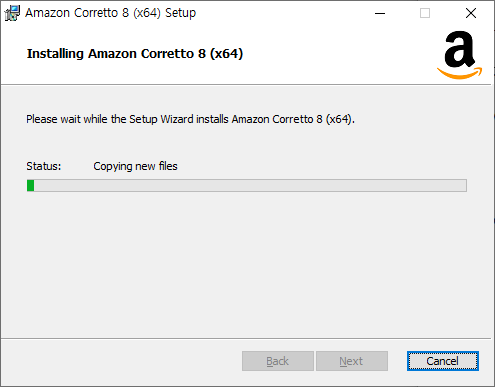 Amazon Corretto 8 (x64) Setup
Installing Amazon Corretto 8 (x64)
a
Please wait while the Setup Wizard installs Amazon Corretto 8 (x64).
Status: Copying new files
Back Next Cancel